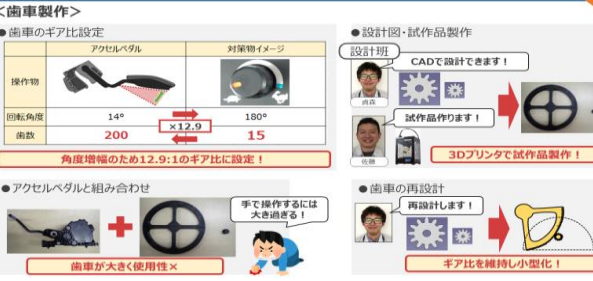 <歯車製作>
●歯車のギア比設定
アクセルペダル
対策物イメージ
操作物
回転角度
14°
180°
×12.9
歯数
200
15
角度増幅のため12.9:1のギア比に設定！
●設計図・試作品製作
設計班
CADで設計できます！
貞森
試作品作ります！
佐藤
3Dプリンタで試作品製作！
●アクセルペダルと組み合わせ
手で操作するには
大き過ぎる！
歯車が大きく使用性×
●歯車の再設計
再設計します！
ギア比を維持し小型化！